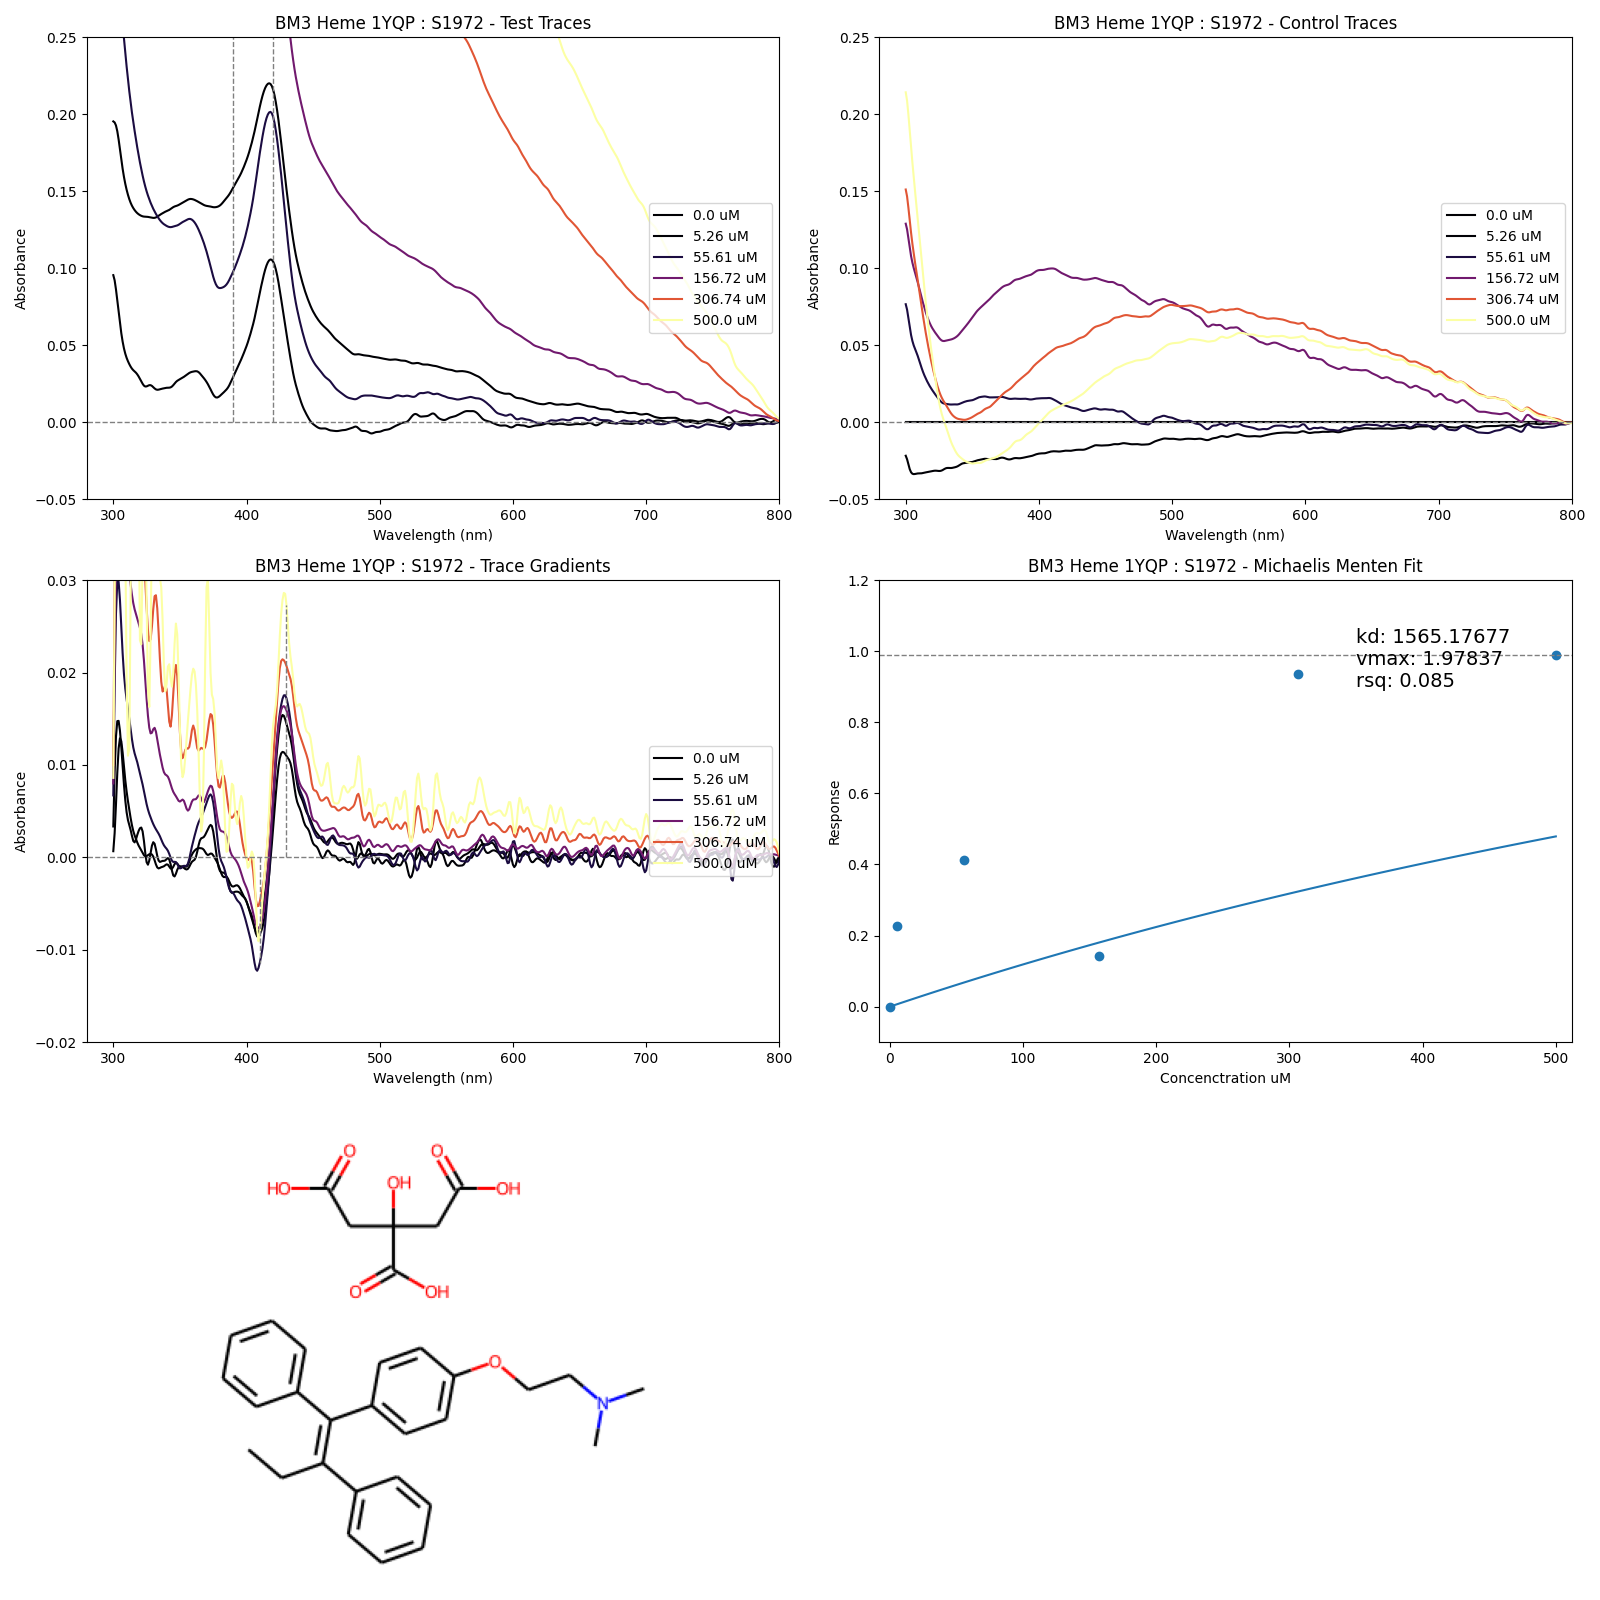 BM3 Heme 1YQP : S1972 - Test Traces
Absorbance
0.25
0.20
0.15
0.10
0.05
0.00
−0.05
300 400 500 600 700 800
Wavelength (nm)
0.0 uM
5.26 uM
55.61 uM
156.72 uM
306.74 uM
500.0 uM
BM3 Heme 1YQP : S1972 - Control Traces
Absorbance
0.25
0.20
0.15
0.10
0.05
0.00
−0.05
300 400 500 600 700 800
Wavelength (nm)
0.0 uM
5.26 uM
55.61 uM
156.72 uM
306.74 uM
500.0 uM
BM3 Heme 1YQP : S1972 - Trace Gradients
Absorbance
0.03
0.02
0.01
0.00
−0.01
−0.02
300 400 500 600 700 800
Wavelength (nm)
0.0 uM
5.26 uM
55.61 uM
156.72 uM
306.74 uM
500.0 uM
BM3 Heme 1YQP : S1972 - Michaelis Menten Fit
Response
1.2
1.0
0.8
0.6
0.4
0.2
0.0
0 100 200 300 400 500
Concenctration uM
kd: 1565.17677
vmax: 1.97837
rsq: 0.085
O O
HO OH OH
O OH
O
N